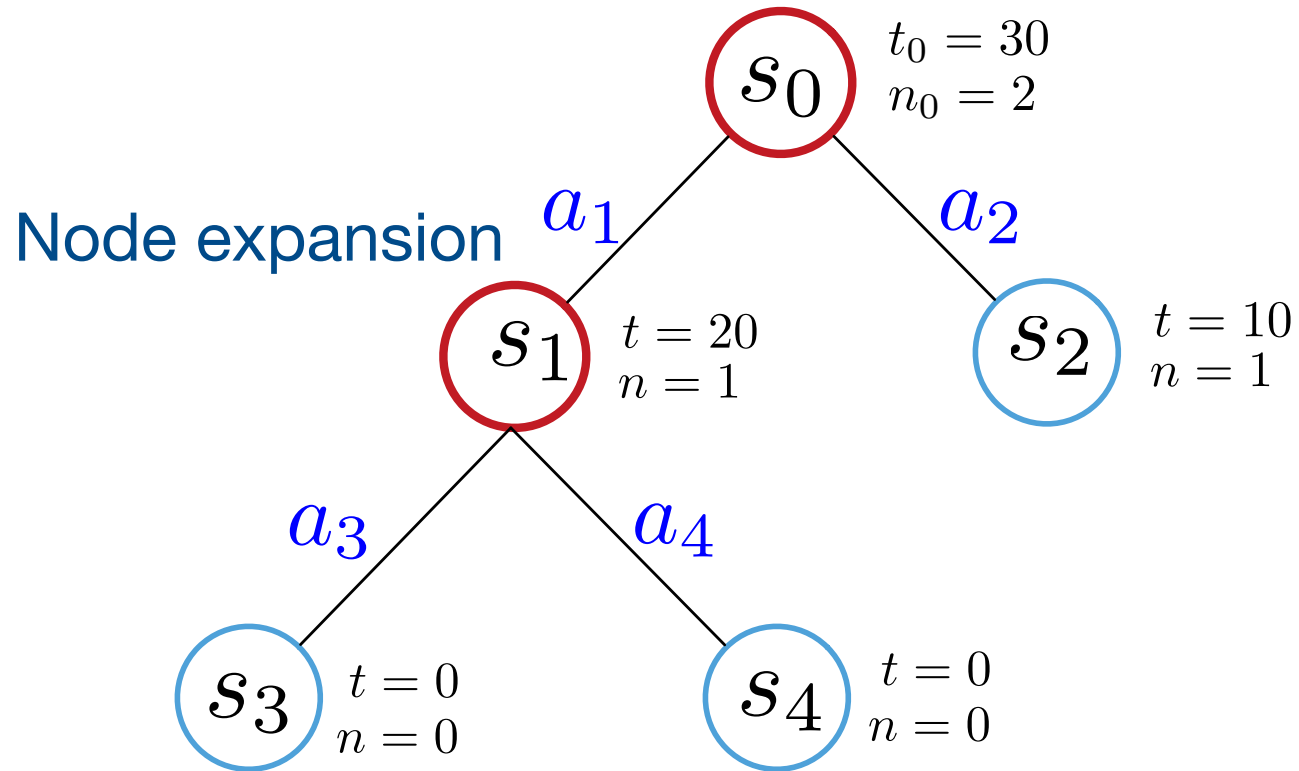 s₀
t₀ = 30
n₀ = 2
Node expansion
a₁
a₂
s₁
t = 20
n = 1
s₂
t = 10
n = 1
a₃
a₄
s₃
t = 0
n = 0
s₄
t = 0
n = 0